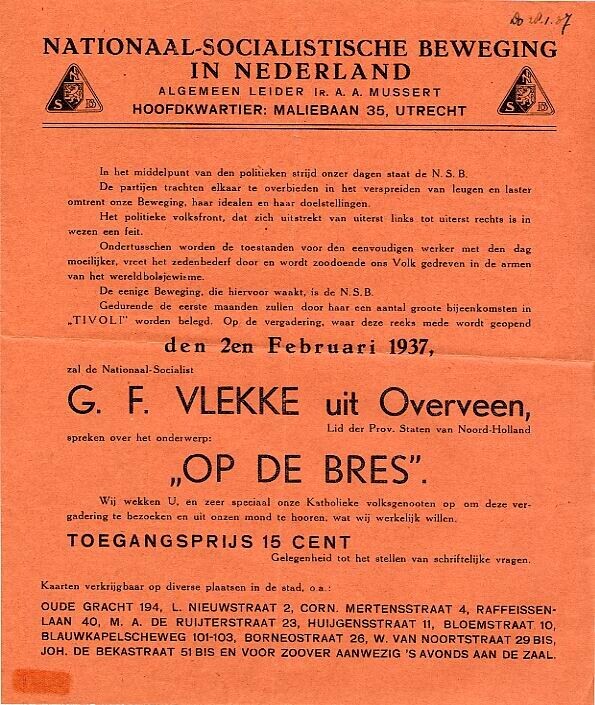 Do 28.1.37
NATIONAAL-SOCIALISTISCHE BEWEGING
IN NEDERLAND
ALGEMEEN LEIDER IR. A. A. MUSSERT
HOOFDKWARTIER: MALIEBAAN 35, UTRECHT
N
S B
N
S B
In het middelpunt van den politieken strijd onzer dagen staat de N. S. B.
De partijen trachten elkaar te overbieden in het verspreiden van leugen en laster
omtrent onze Beweging, haar idealen en haar doelstellingen.
Het politieke volksfront, dat zich uitstrekt van uiterst links tot uiterst rechts is in
wezen een feit.
Ondertusschen worden de toestanden voor den eenvoudigen werker met den dag
moeilijker, vreet het zedenbederf door en wordt zoodoende ons Volk gedreven in de armen
van het wereldbolsjewisme.
De eenige Beweging, die hiervoor waakt, is de N.S.B.
Gedurende de eerste maanden zullen door haar een aantal groote bijeenkomsten in
„TIVOLI" worden belegd. Op de vergadering, waar deze reeks mede wordt geopend
den 2en Februari 1937,
zal de Nationaal-Socialist
G. F. VLEKKE uit Overveen,
Lid der Prov. Staten van Noord-Holland
spreken over het onderwerp:
„OP DE BRES".
Wij wekken U, en zeer speciaal onze Katholieke volksgenooten op om deze ver-
gadering te bezoeken en uit onzen mond te hooren, wat wij werkelijk willen.
TOEGANGSPRIJS 15 CENT
Gelegenheid tot het stellen van schriftelijke vragen.
Kaarten verkrijgbaar op diverse plaatsen in de stad, o.a.:
OUDE GRACHT 194, L. NIEUWSTRAAT 2, CORN. MERTENSSTRAAT 4, RAFFEISSEN-
LAAN 40, M. A. DE RUIJTERSTRAAT 23, HUIJGENSSTRAAT 11, BLOEMSTRAAT 10,
BLAUWKAPELSCHEWEG 101-103, BORNEOSTRAAT 26, W. VAN NOORTSTRAAT 29 BIS,
JOH. DE BEKASTRAAT 51 BIS EN VOOR ZOOVER AANWEZIG 'S AVONDS AAN DE ZAAL.